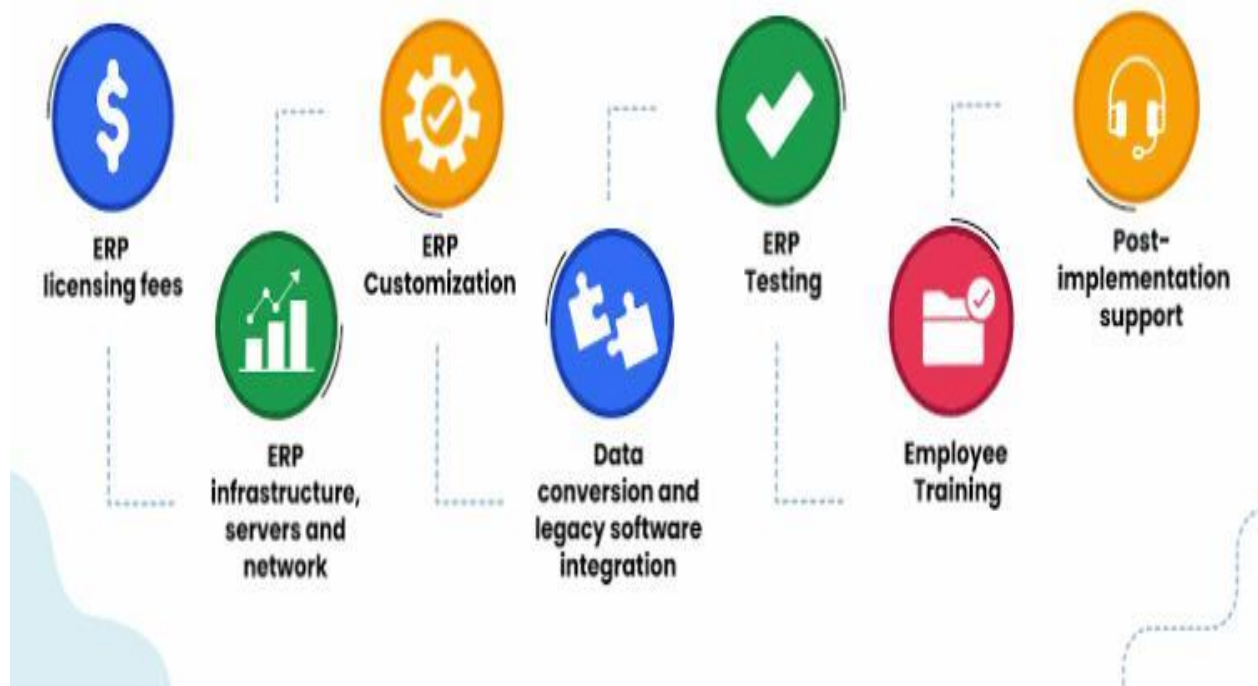 ERP
licensing fees
ERP
infrastructure,
servers and
network
ERP
Customization
Data
conversion and
legacy software
integration
ERP
Testing
Employee
Training
Post-
implementation
support